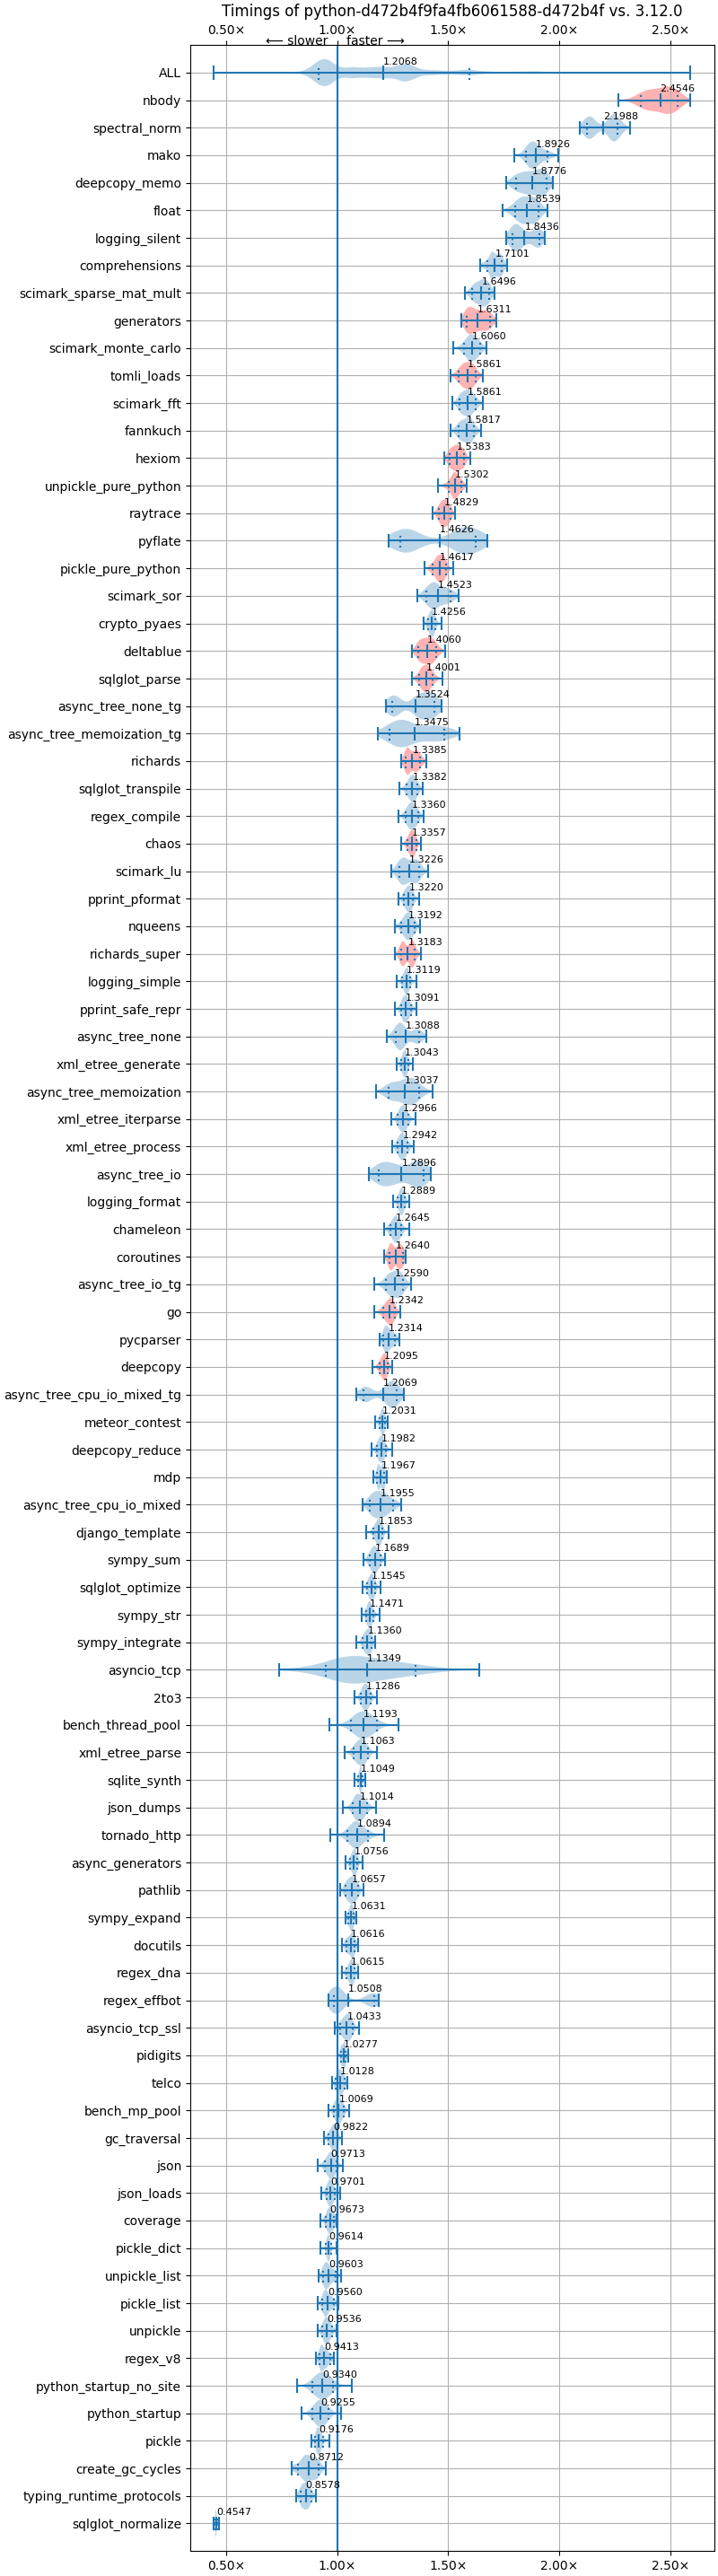 Timings of python-d472b4f9fa4fb6061588-d472b4f vs. 3.12.0
0.50× 1.00× 1.50× 2.00× 2.50×
⟵ slower faster ⟶
ALL 1.2068
nbody 2.4546
spectral_norm 2.1988
mako 1.8926
deepcopy_memo 1.8776
float 1.8539
logging_silent 1.8436
comprehensions 1.7101
scimark_sparse_mat_mult 1.6496
generators 1.6311
scimark_monte_carlo 1.6060
tomli_loads 1.5861
scimark_fft 1.5861
fannkuch 1.5817
hexiom 1.5383
unpickle_pure_python 1.5302
raytrace 1.4829
pyflate 1.4626
pickle_pure_python 1.4617
scimark_sor 1.4523
crypto_pyaes 1.4256
deltablue 1.4060
sqlglot_parse 1.4001
async_tree_none_tg 1.3524
async_tree_memoization_tg 1.3475
richards 1.3385
sqlglot_transpile 1.3382
regex_compile 1.3360
chaos 1.3357
scimark_lu 1.3226
pprint_pformat 1.3220
nqueens 1.3192
richards_super 1.3183
logging_simple 1.3119
pprint_safe_repr 1.3091
async_tree_none 1.3088
xml_etree_generate 1.3043
async_tree_memoization 1.3037
xml_etree_iterparse 1.2966
xml_etree_process 1.2942
async_tree_io 1.2896
logging_format 1.2889
chameleon 1.2645
coroutines 1.2640
async_tree_io_tg 1.2590
go 1.2342
pycparser 1.2314
deepcopy 1.2095
async_tree_cpu_io_mixed_tg 1.2069
meteor_contest 1.2031
deepcopy_reduce 1.1982
mdp 1.1967
async_tree_cpu_io_mixed 1.1955
django_template 1.1853
sympy_sum 1.1689
sqlglot_optimize 1.1545
sympy_str 1.1471
sympy_integrate 1.1360
asyncio_tcp 1.1349
2to3 1.1286
bench_thread_pool 1.1193
xml_etree_parse 1.1063
sqlite_synth 1.1049
json_dumps 1.1014
tornado_http 1.0894
async_generators 1.0756
pathlib 1.0657
sympy_expand 1.0631
docutils 1.0616
regex_dna 1.0615
regex_effbot 1.0508
asyncio_tcp_ssl 1.0433
pidigits 1.0277
telco 1.0128
bench_mp_pool 1.0069
gc_traversal 0.9822
json 0.9713
json_loads 0.9701
coverage 0.9673
pickle_dict 0.9614
unpickle_list 0.9603
pickle_list 0.9560
unpickle 0.9536
regex_v8 0.9413
python_startup_no_site 0.9340
python_startup 0.9255
pickle 0.9176
create_gc_cycles 0.8712
typing_runtime_protocols 0.8578
sqlglot_normalize 0.4547
0.50× 1.00× 1.50× 2.00× 2.50×